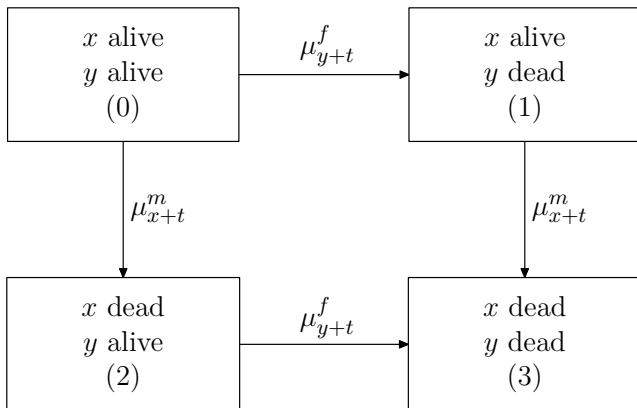 x alive
y alive
(0)
μ^f_{y+t}
x alive
y dead
(1)
μ^m_{x+t}
μ^m_{x+t}
x dead
y alive
(2)
μ^f_{y+t}
x dead
y dead
(3)